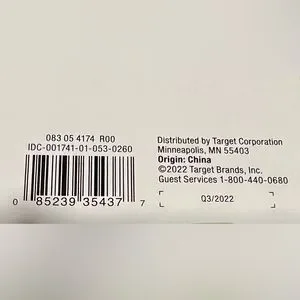 083 05 4174 R00
IDC-001741-01-053-0260
0 85239 35437 7
Distributed by Target Corporation
Minneapolis, MN 55403
Origin: China
©2022 Target Brands, Inc.
Guest Services 1-800-440-0680
Q3/2022